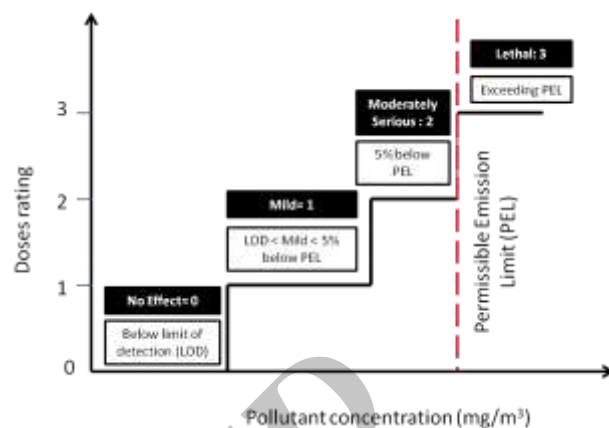 Lethal: 3
Exceeding PEL
Moderately
Serious : 2
5% below
PEL
Mild= 1
LOD < Mild < 5%
below PEL
No Effect= 0
Below limit of
detection (LOD)
3
2
1
0
Doses rating
Permissible Emission
Limit (PEL)
Pollutant concentration (mg/m³)